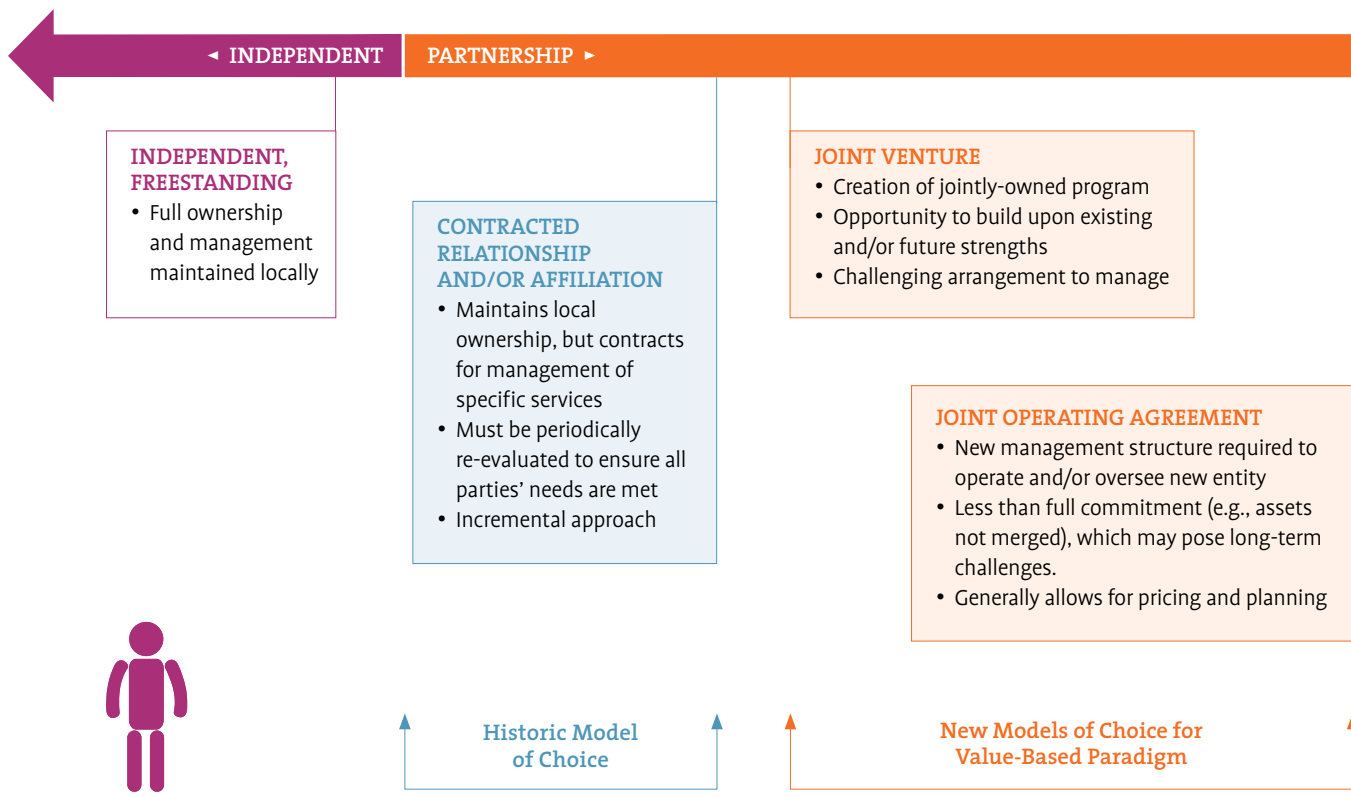 ◄ INDEPENDENT
PARTNERSHIP ►
INDEPENDENT,
FREESTANDING
• Full ownership
and management
maintained locally
CONTRACTED
RELATIONSHIP
AND/OR AFFILIATION
• Maintains local
ownership, but contracts
for management of
specific services
• Must be periodically
re-evaluated to ensure all
parties’ needs are met
• Incremental approach
JOINT VENTURE
• Creation of jointly-owned program
• Opportunity to build upon existing
and/or future strengths
• Challenging arrangement to manage
JOINT OPERATING AGREEMENT
• New management structure required to
operate and/or oversee new entity
• Less than full commitment (e.g., assets
not merged), which may pose long-term
challenges.
• Generally allows for pricing and planning
Historic Model
of Choice
New Models of Choice for
Value-Based Paradigm